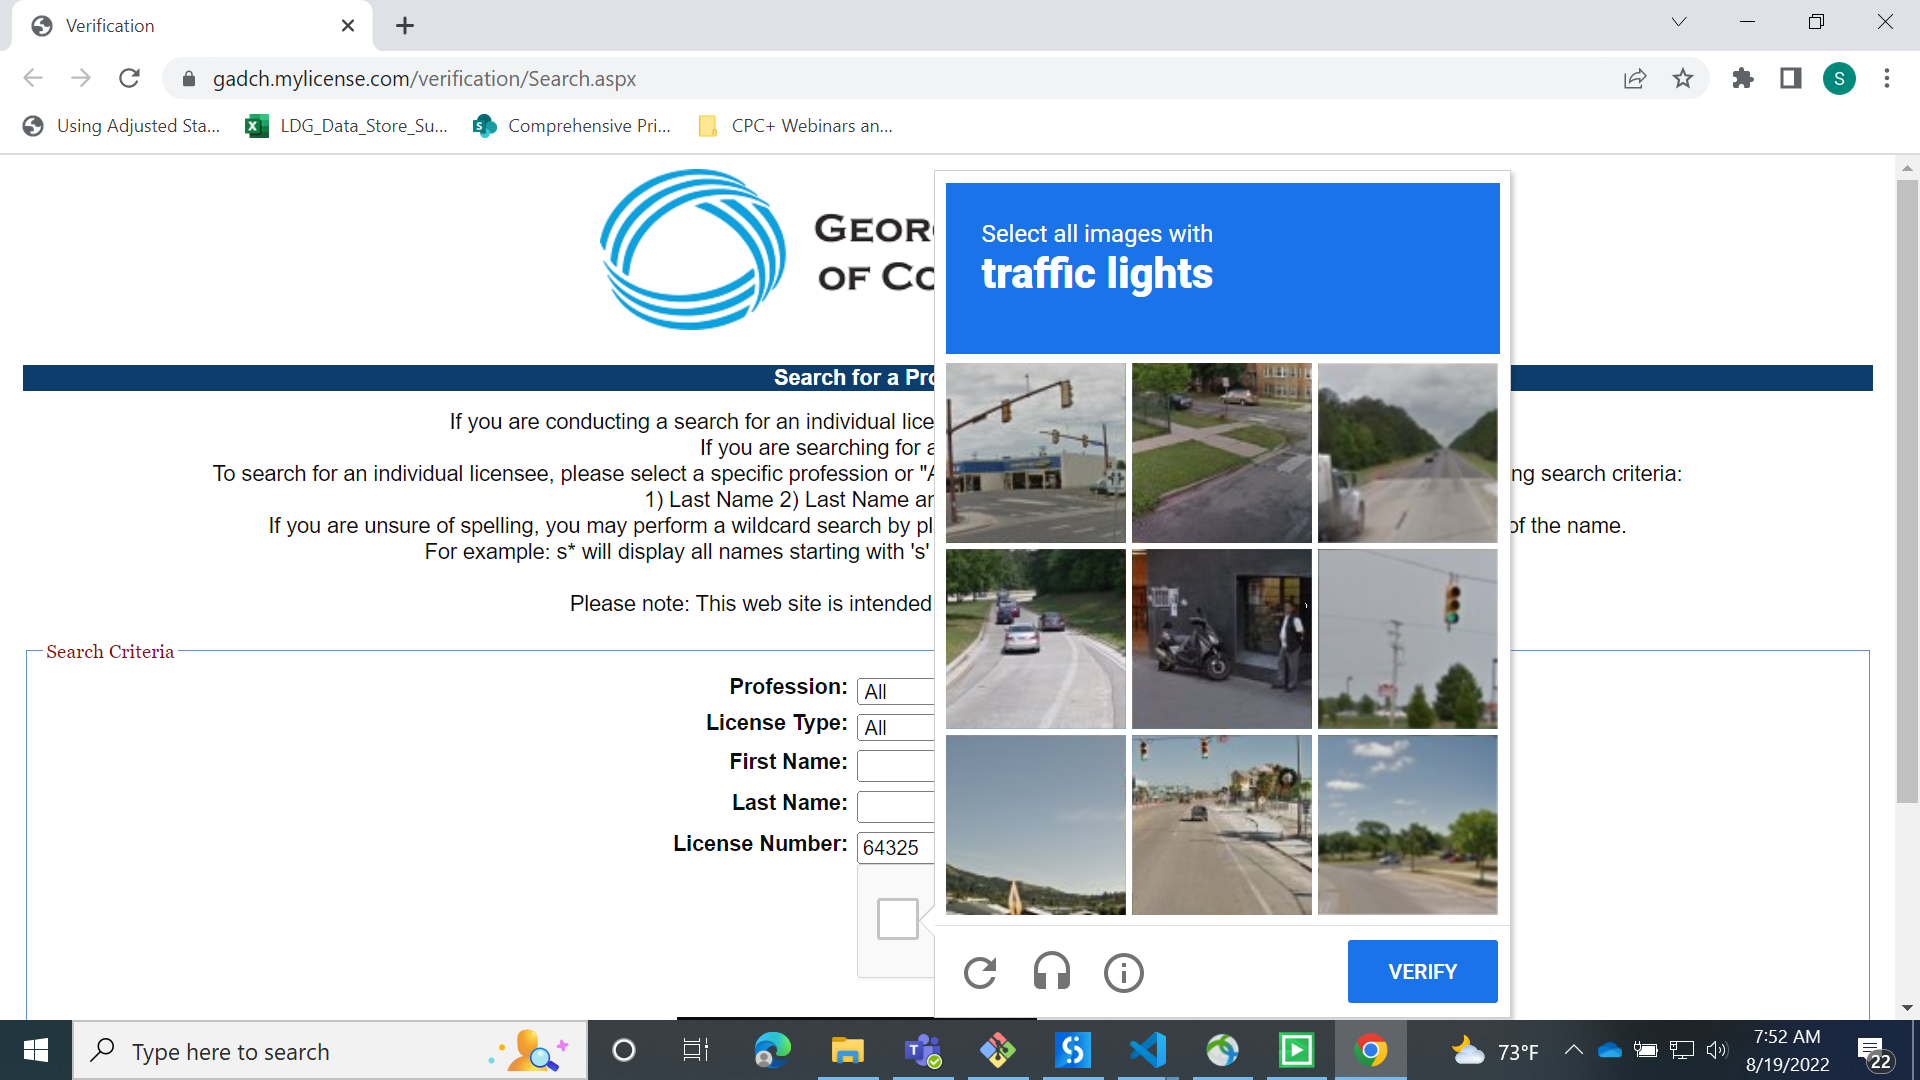 Verification
gadch.mylicense.com/verification/Search.aspx
S
Using Adjusted Sta...
LDG_Data_Store_Su...
Comprehensive Pri...
CPC+ Webinars an...
GEOR
OF CO
Select all images with
traffic lights
Search for a Pro
If you are conducting a search for an individual lice
If you are searching for a
To search for an individual licensee, please select a specific profession or "A
ng search criteria:
1) Last Name 2) Last Name an
If you are unsure of spelling, you may perform a wildcard search by pl
of the name.
For example: s* will display all names starting with 's'
Please note: This web site is intended
Search Criteria
Profession:
All
License Type:
All
First Name:
Last Name:
License Number:
64325
VERIFY
Type here to search
73°F
7:52 AM
8/19/2022
22